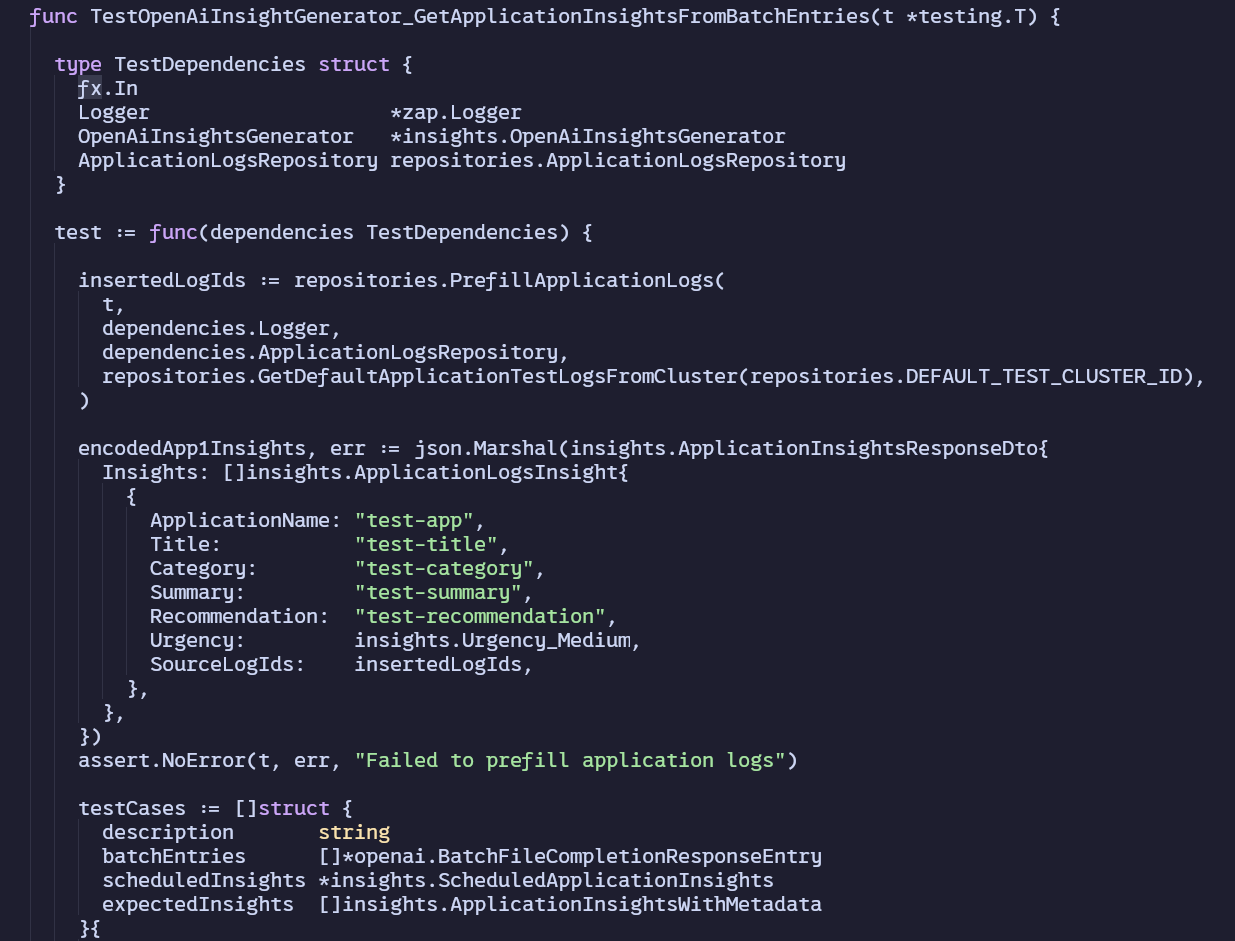 func TestOpenAiInsightGenerator_GetApplicationInsightsFromBatchEntries(t *testing.T) {
type TestDependencies struct {
fx.In
Logger *zap.Logger
OpenAiInsightsGenerator *insights.OpenAiInsightsGenerator
ApplicationLogsRepository repositories.ApplicationLogsRepository
}
test := func(dependencies TestDependencies) {
insertedLogIds := repositories.PrefillApplicationLogs(
t,
dependencies.Logger,
dependencies.ApplicationLogsRepository,
repositories.GetDefaultApplicationTestLogsFromCluster(repositories.DEFAULT_TEST_CLUSTER_ID),
)
encodedApp1Insights, err := json.Marshal(insights.ApplicationInsightsResponseDto{
Insights: []insights.ApplicationLogsInsight{
{
ApplicationName: "test-app",
Title: "test-title",
Category: "test-category",
Summary: "test-summary",
Recommendation: "test-recommendation",
Urgency: insights.Urgency_Medium,
SourceLogIds: insertedLogIds,
},
},
})
assert.NoError(t, err, "Failed to prefill application logs")
testCases := []struct {
description string
batchEntries []*openai.BatchFileCompletionResponseEntry
scheduledInsights *insights.ScheduledApplicationInsights
expectedInsights []insights.ApplicationInsightsWithMetadata
}{